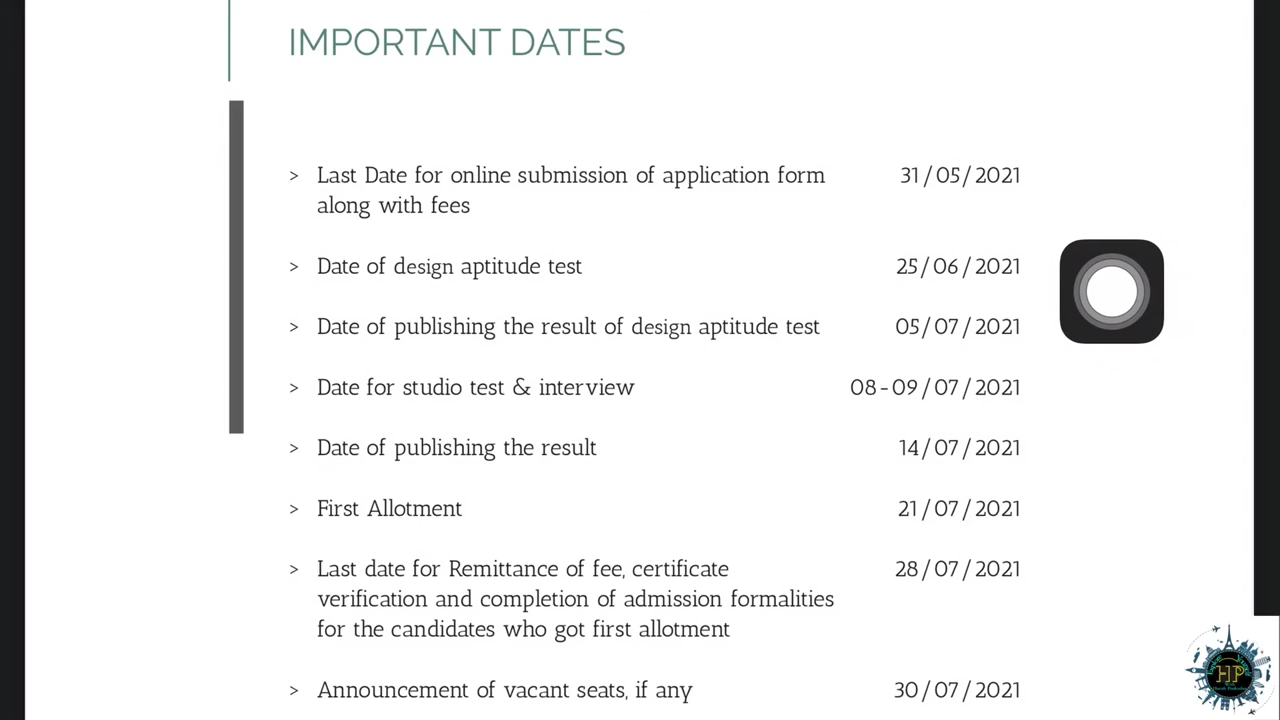 IMPORTANT DATES
> Last Date for online submission of application form 31/05/2021
along with fees
> Date of design aptitude test 25/06/2021
> Date of publishing the result of design aptitude test 05/07/2021
> Date for studio test & interview 08-09/07/2021
> Date of publishing the result 14/07/2021
> First Allotment 21/07/2021
> Last date for Remittance of fee, certificate 28/07/2021
verification and completion of admission formalities
for the candidates who got first allotment
> Announcement of vacant seats, if any 30/07/2021
HP